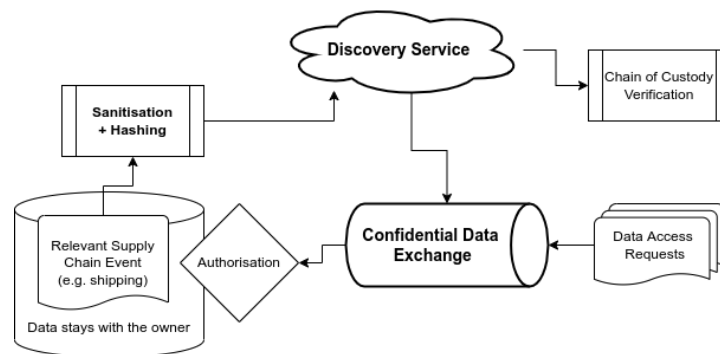 Discovery Service
Chain of Custody
Verification
Sanitisation
+ Hashing
Relevant Supply
Chain Event
(e.g. shipping)
Data stays with the owner
Authorisation
Confidential Data
Exchange
Data Access
Requests